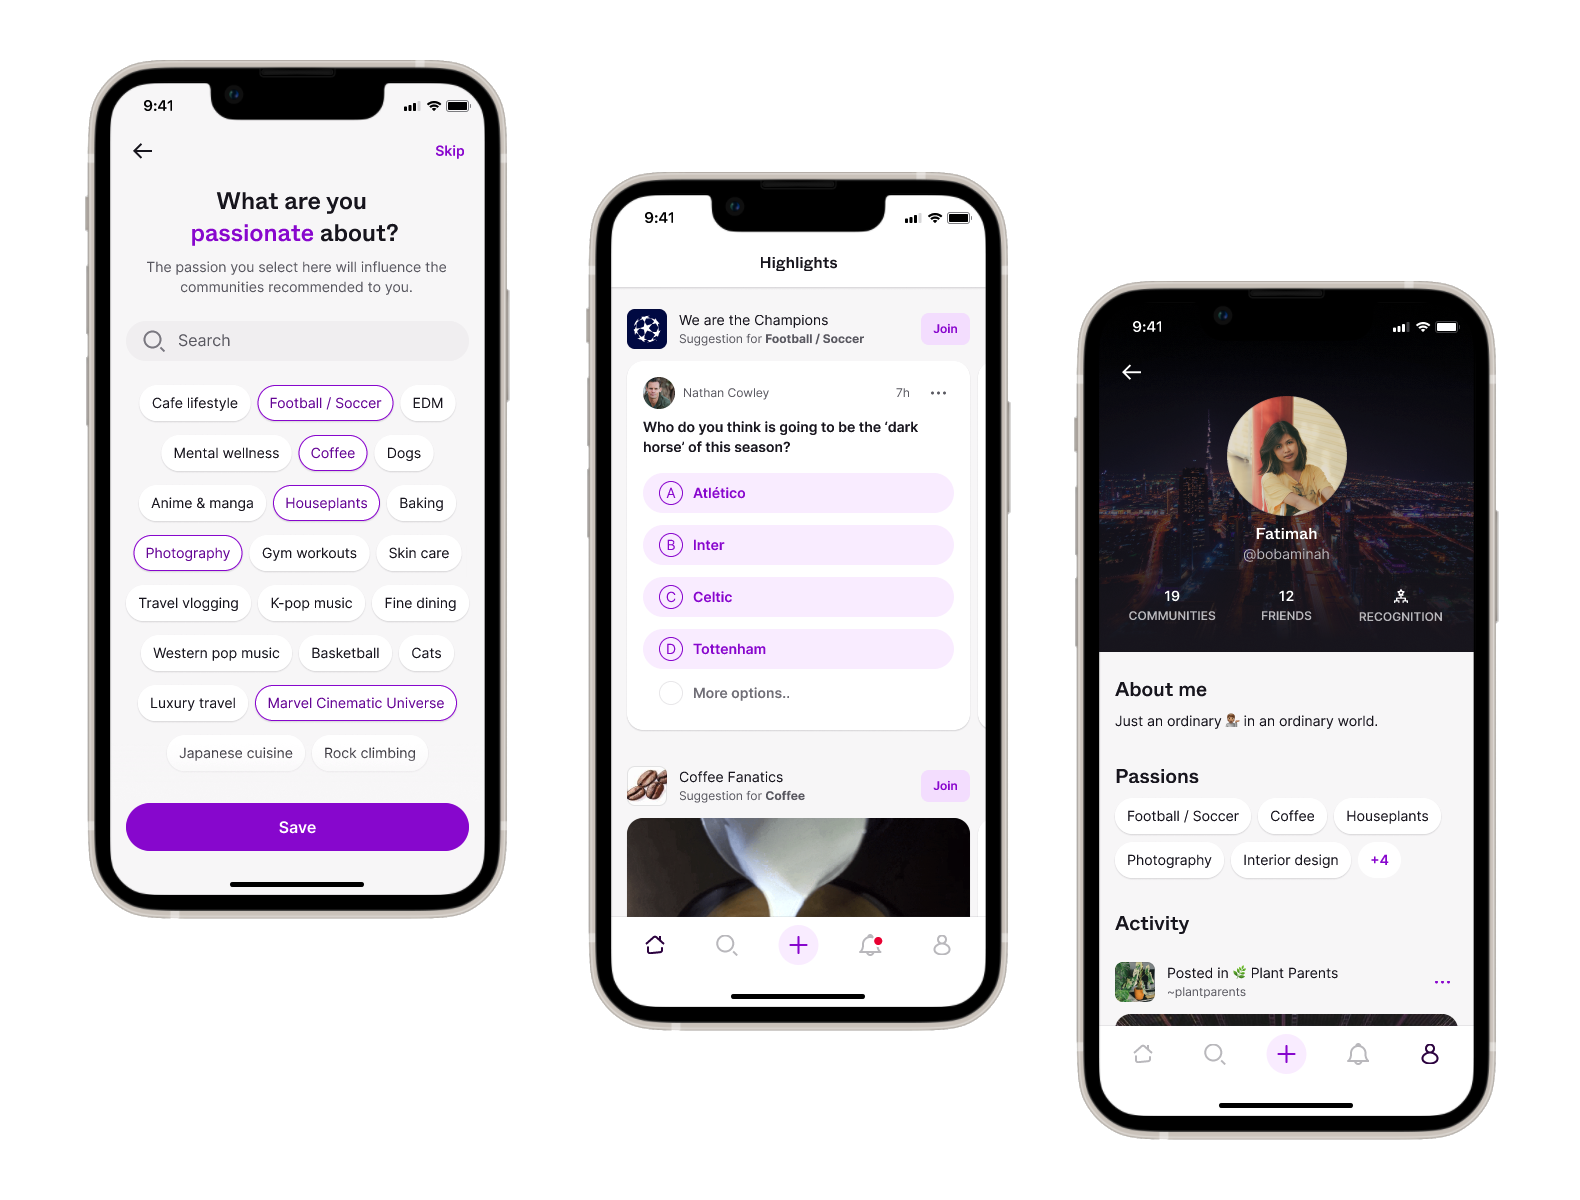 9:41
Skip
What are you
passionate about?
The passion you select here will influence the
communities recommended to you.
Search
Cafe lifestyle
Football / Soccer
EDM
Mental wellness
Coffee
Dogs
Anime & manga
Houseplants
Baking
Photography
Gym workouts
Skin care
Travel vlogging
K-pop music
Fine dining
Western pop music
Basketball
Cats
Luxury travel
Marvel Cinematic Universe
Japanese cuisine
Rock climbing
Save
9:41
Highlights
We are the Champions
Suggestion for Football / Soccer
Join
Nathan Cowley
7h
Who do you think is going to be the ‘dark
horse’ of this season?
A Atlético
B Inter
C Celtic
D Tottenham
More options..
Coffee Fanatics
Suggestion for Coffee
Join
9:41
Fatimah
@bobaminah
19
COMMUNITIES
12
FRIENDS
RECOGNITION
About me
Just an ordinary in an ordinary world.
Passions
Football / Soccer
Coffee
Houseplants
Photography
Interior design
+4
Activity
Posted in 🌿 Plant Parents
~plantparents